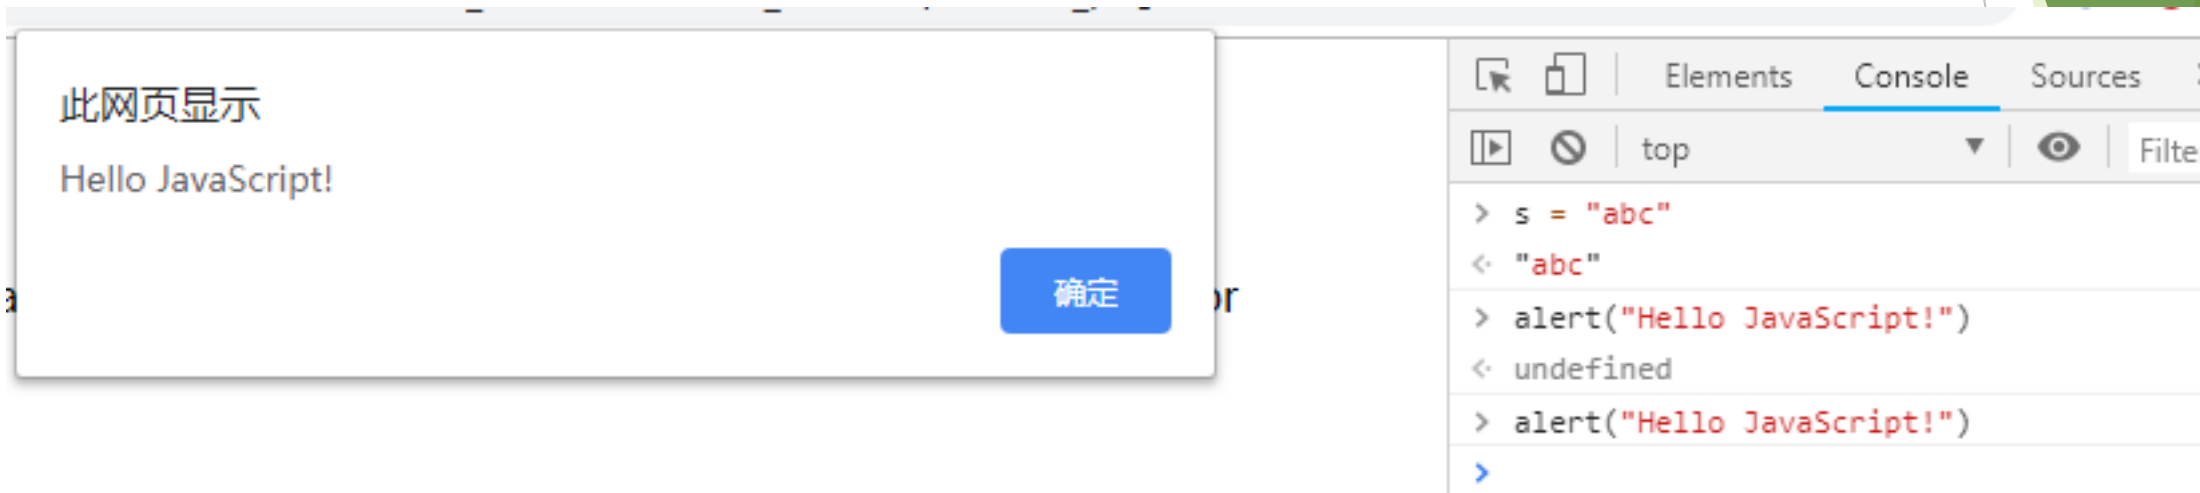 此网页显示
Hello JavaScript!
确定
or
Elements Console Sources
top
> s = "abc"
<· "abc"
> alert("Hello JavaScript!")
<· undefined
> alert("Hello JavaScript!")
>